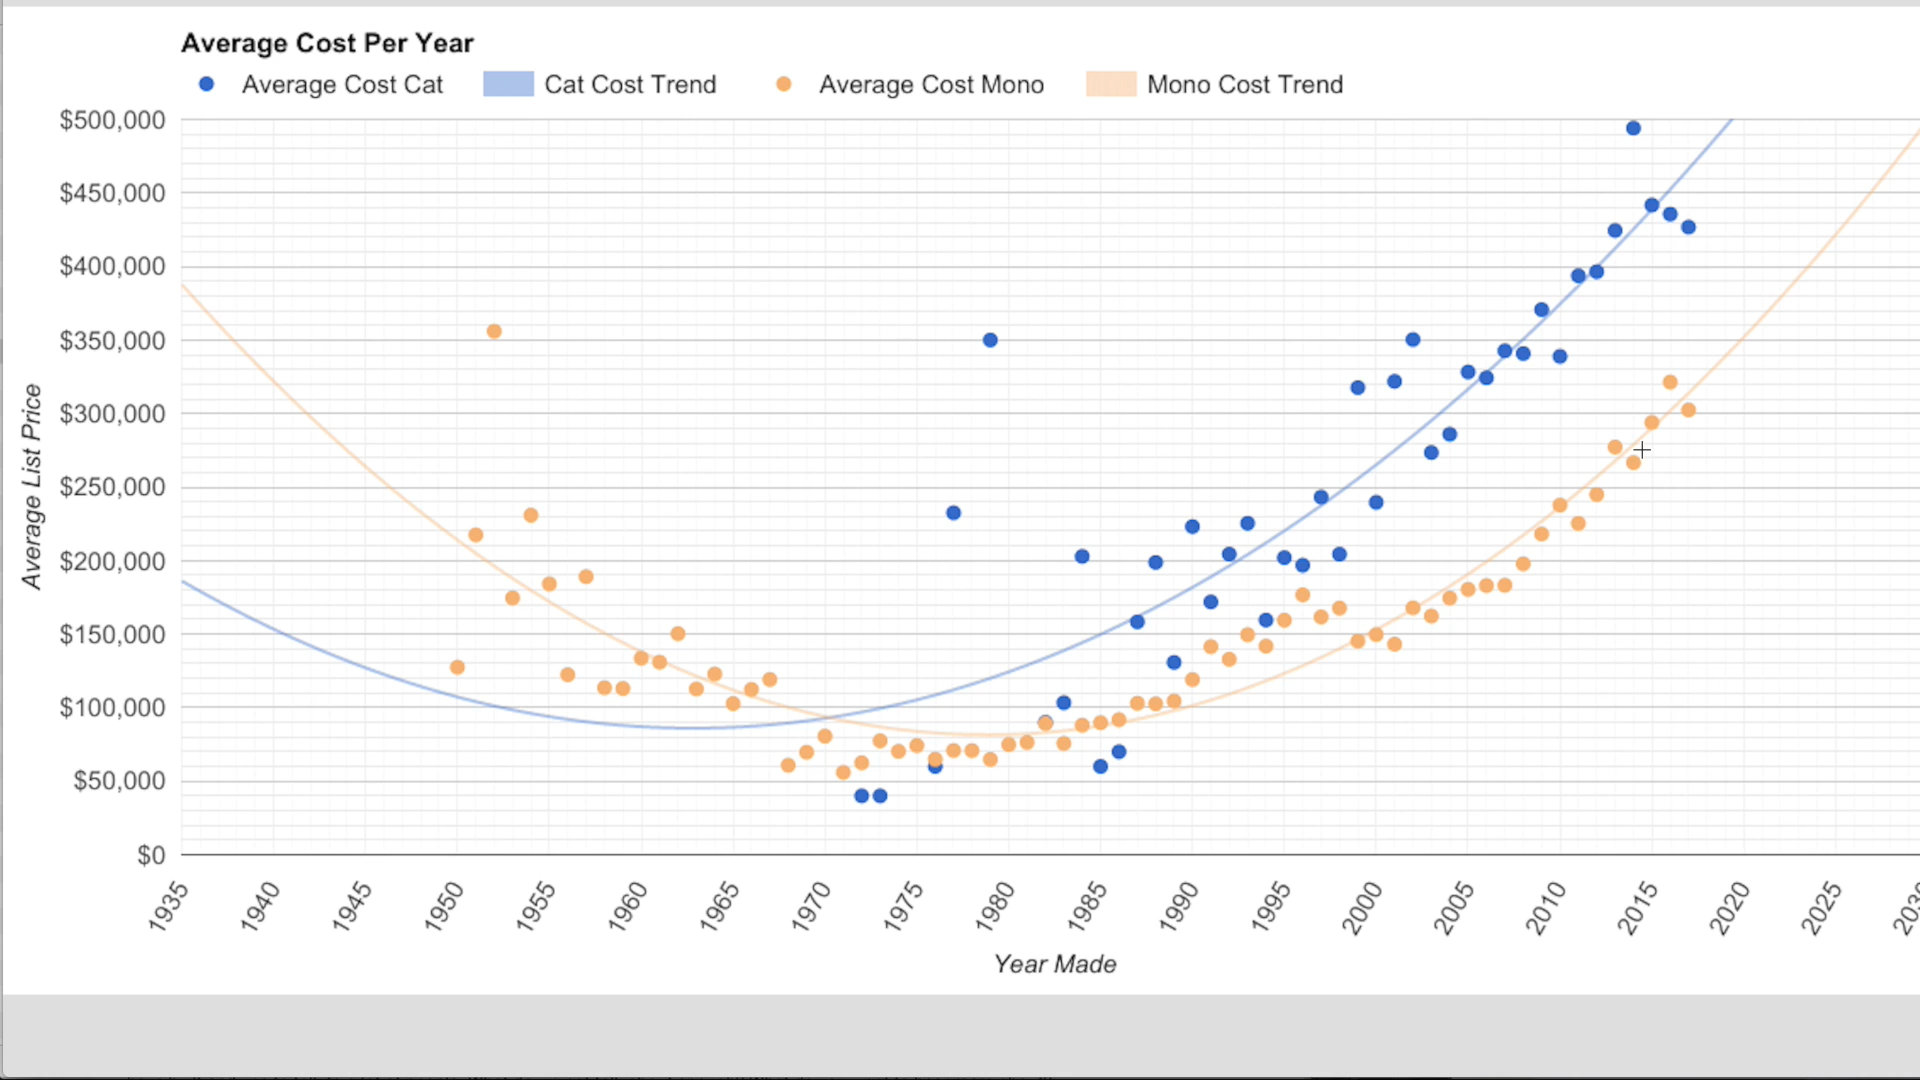 Average Cost Per Year
Average Cost Cat Cat Cost Trend Average Cost Mono Mono Cost Trend
$500,000
$450,000
$400,000
$350,000
$300,000
$250,000
$200,000
$150,000
$100,000
$50,000
$0
Average List Price
1935 1940 1945 1950 1955 1960 1965 1970 1975 1980 1985 1990 1995 2000 2005 2010 2015 2020 2025
Year Made